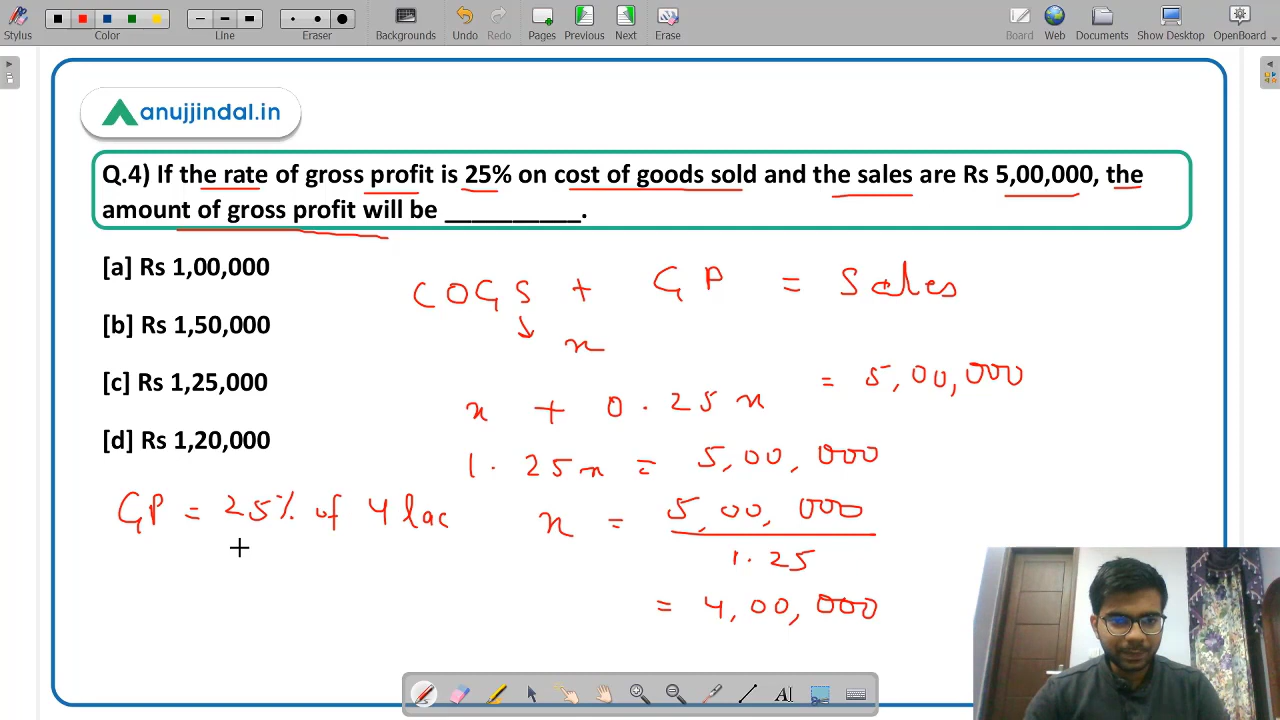 Stylus
Color
Line
Eraser
Backgrounds
Undo
Redo
Pages
Previous
Next
Erase
Board
Web
Documents
Show Desktop
OpenBoard
anujjindal.in
Q.4) If the rate of gross profit is 25% on cost of goods sold and the sales are Rs 5,00,000, the
amount of gross profit will be ___________.
[a] Rs 1,00,000
[b] Rs 1,50,000
[c] Rs 1,25,000
[d] Rs 1,20,000
COGS + GP = Sales
↓
x
x + 0.25x = 5,00,000
1.25x = 5,00,000
x = 5,00,000
1.25
= 4,00,000
GP = 25% of 4 lac